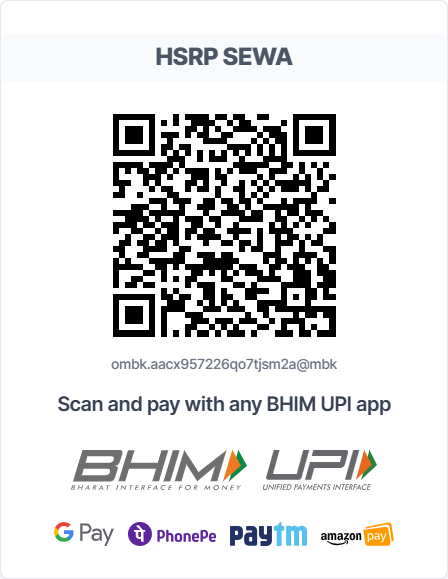 HSRP SEWA
ombk.aacx957226qo7tjsm2a@mbk
Scan and pay with any BHIM UPI app
BHIM
BHARAT INTERFACE FOR MONEY
UPI
UNIFIED PAYMENTS INTERFACE
G Pay
PhonePe
Paytm
amazon pay